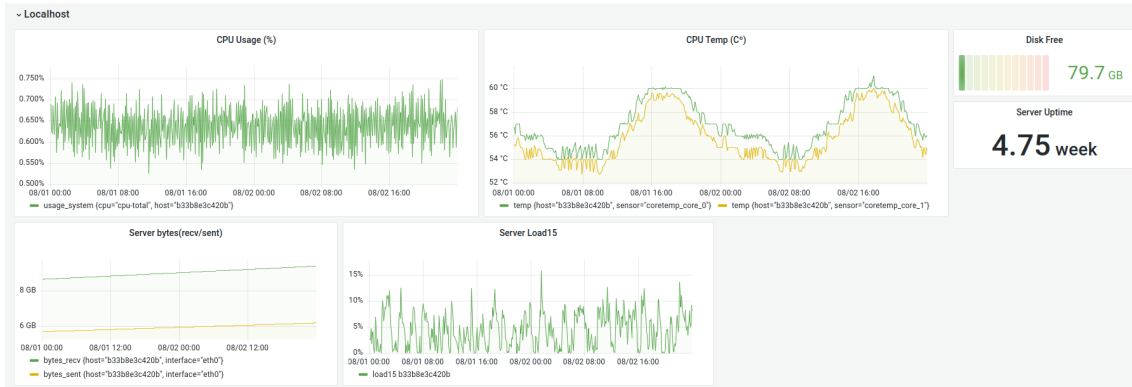 Localhost
CPU Usage (%)
0.750%
0.700%
0.650%
0.600%
0.550%
0.500%
08/01 00:00 08/01 08:00 08/01 16:00 08/02 00:00 08/02 08:00 08/02 16:00
usage_system {cpu="cpu-total", host="b33b8e3c420b"}
CPU Temp (Cº)
60 °C
58 °C
56 °C
54 °C
52 °C
08/01 00:00 08/01 08:00 08/01 16:00 08/02 00:00 08/02 08:00 08/02 16:00
temp {host="b33b8e3c420b", sensor="coretemp_core_0"} temp {host="b33b8e3c420b", sensor="coretemp_core_1"}
Disk Free
79.7 GB
Server Uptime
4.75 week
Server bytes(recv/sent)
8 GB
6 GB
08/01 00:00 08/01 12:00 08/02 00:00 08/02 12:00
bytes_recv {host="b33b8e3c420b", interface="eth0"}
bytes_sent {host="b33b8e3c420b", interface="eth0"}
Server Load15
15%
10%
5%
0%
08/01 00:00 08/01 08:00 08/01 16:00 08/02 00:00 08/02 08:00 08/02 16:00
load15 b33b8e3c420b